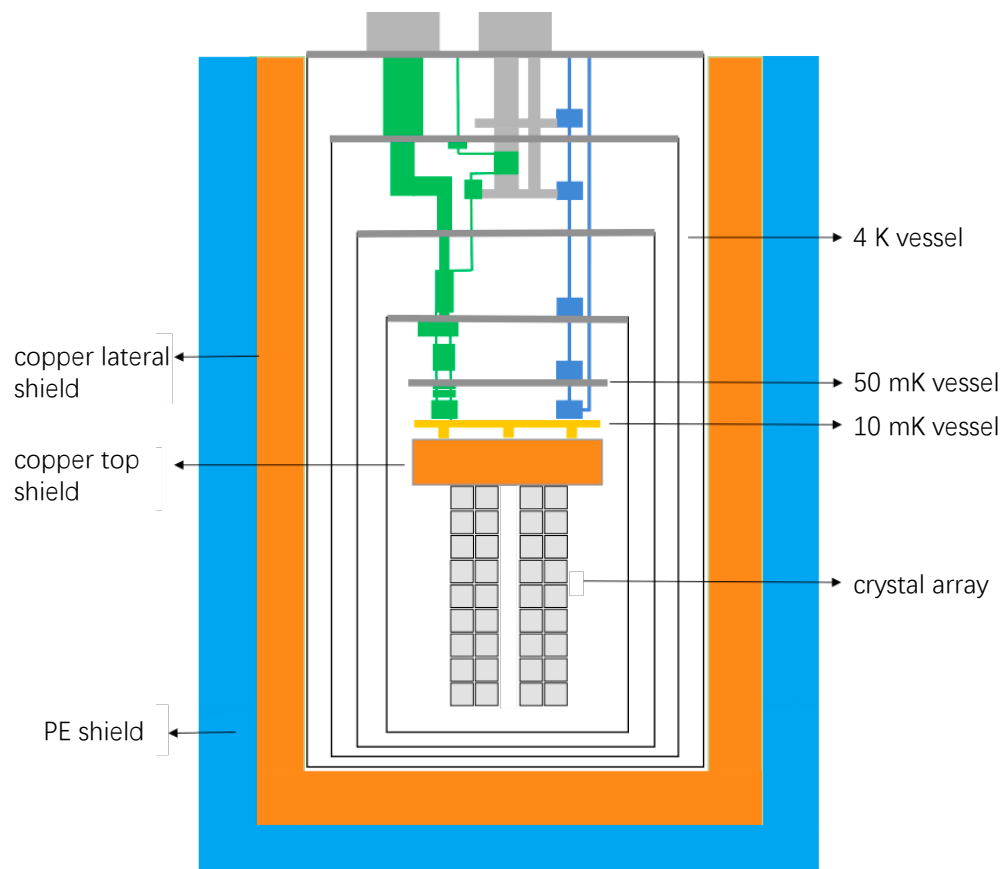 copper lateral
shield
copper top
shield
PE shield
4 K vessel
50 mK vessel
10 mK vessel
crystal array